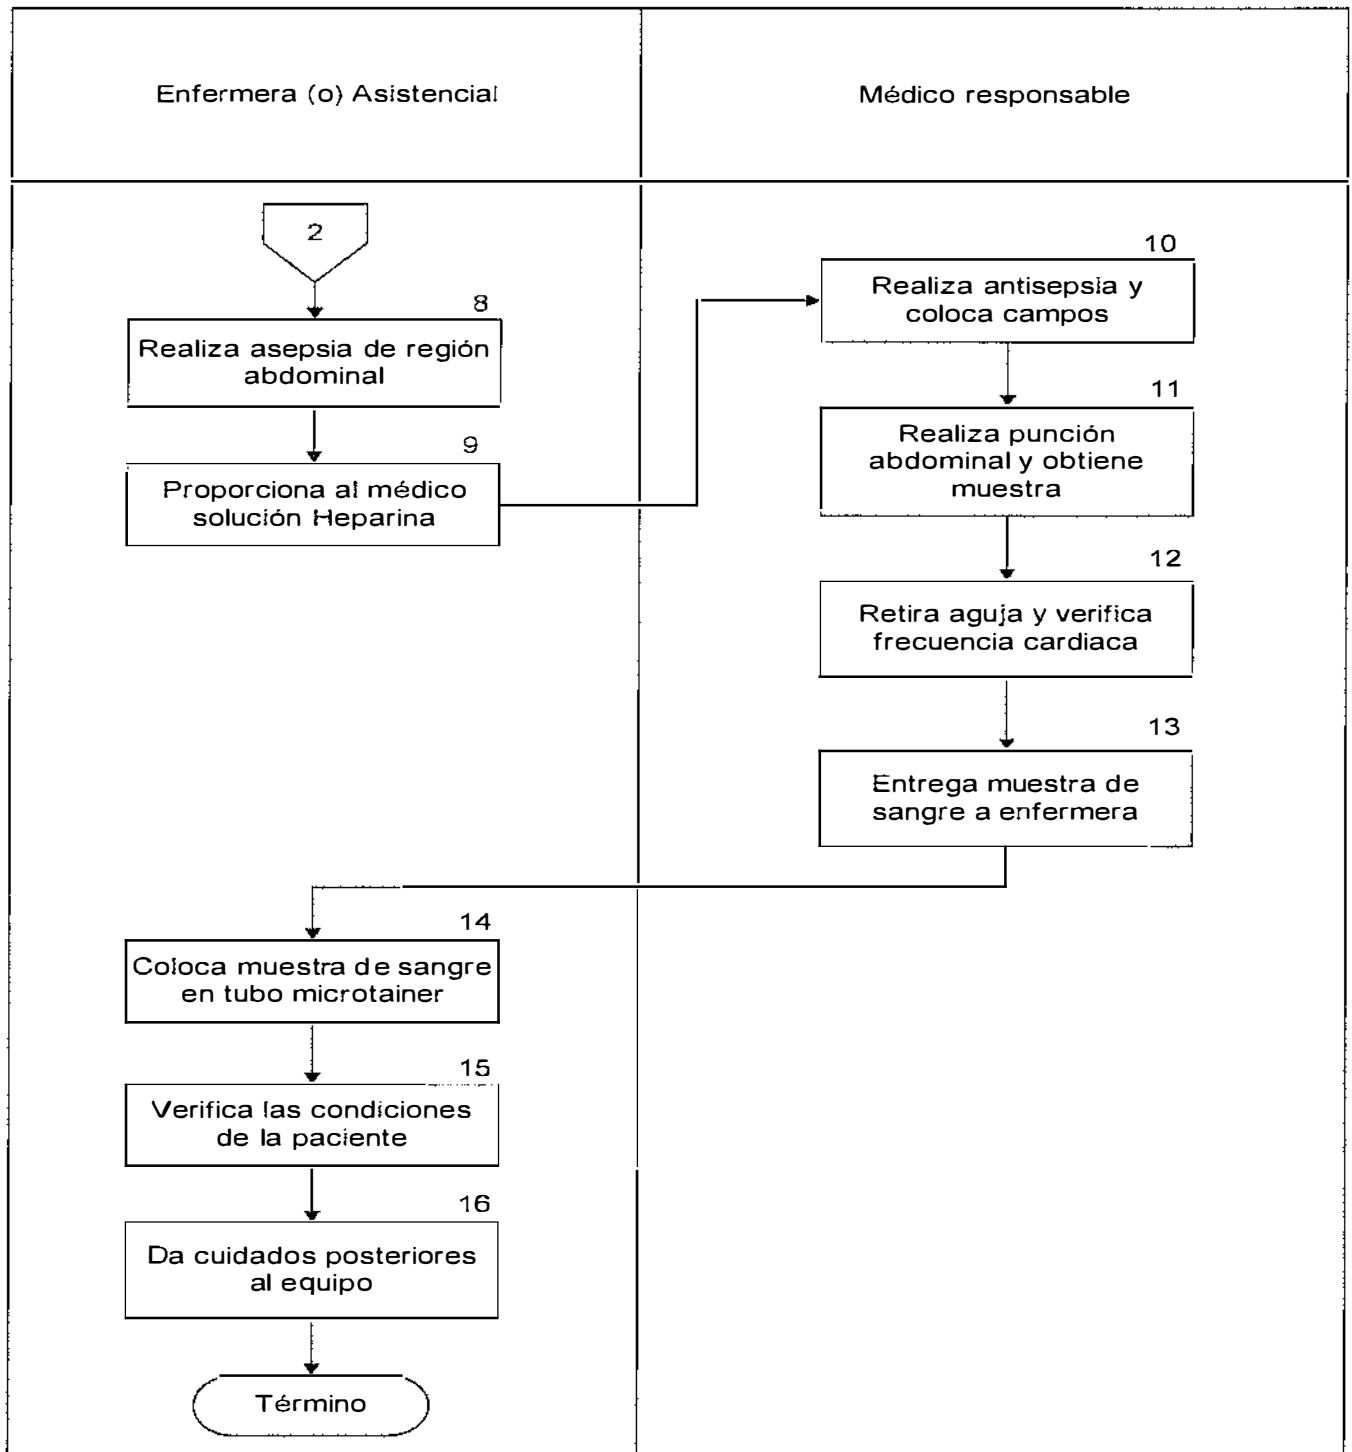 Enfermera (o) Asistencial
Médico responsable
2
8
Realiza asepsia de región
abdominal
9
Proporciona al médico
solución Heparina
10
Realiza antisepsia y
coloca campos
11
Realiza punción
abdominal y obtiene
muestra
12
Retira aguja y verifica
frecuencia cardiaca
13
Entrega muestra de
sangre a enfermera
14
Coloca muestra de sangre
en tubo microtainer
15
Verifica las condiciones
de la paciente
16
Da cuidados posteriores
al equipo
Término